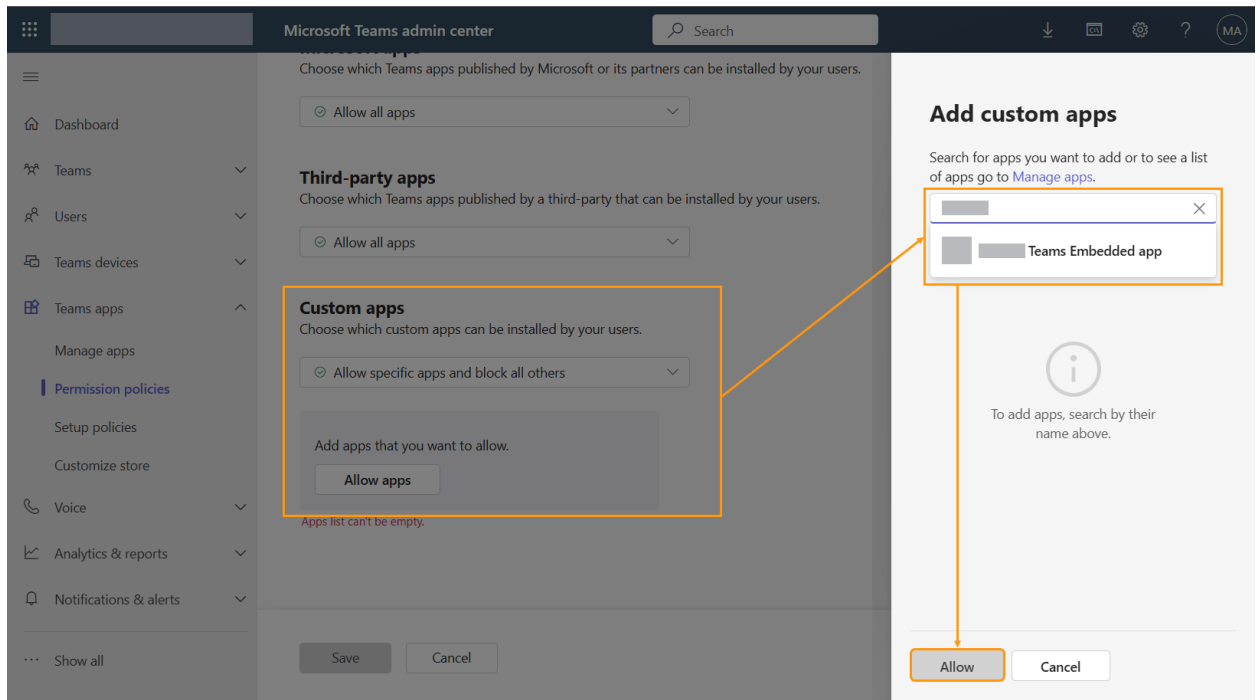 Microsoft Teams admin center
Search
MA
Dashboard
Teams
Users
Teams devices
Teams apps
Manage apps
Permission policies
Setup policies
Customize store
Voice
Analytics & reports
Notifications & alerts
Show all
Choose which Teams apps published by Microsoft or its partners can be installed by your users.
Allow all apps
Third-party apps
Choose which Teams apps published by a third-party that can be installed by your users.
Allow all apps
Custom apps
Choose which custom apps can be installed by your users.
Allow specific apps and block all others
Add apps that you want to allow.
Allow apps
Apps list can't be empty.
Save
Cancel
Add custom apps
Search for apps you want to add or to see a list
of apps go to Manage apps.
Teams Embedded app
To add apps, search by their
name above.
Allow
Cancel